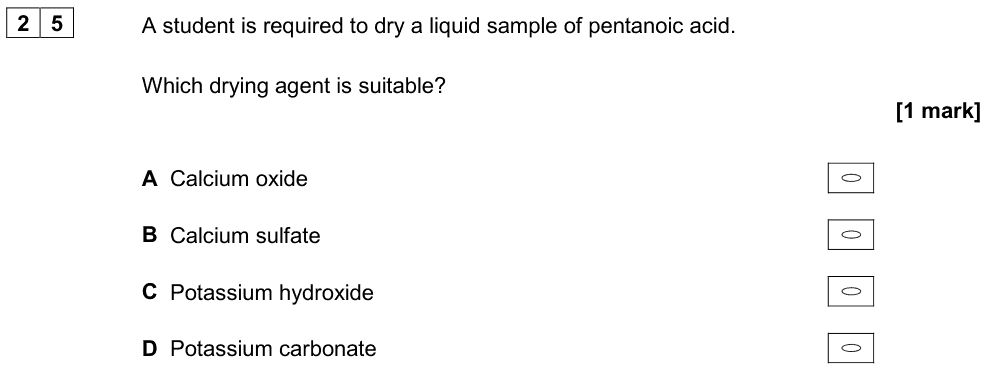 2 5 A student is required to dry a liquid sample of pentanoic acid.
Which drying agent is suitable?
[1 mark]
A Calcium oxide
B Calcium sulfate
C Potassium hydroxide
D Potassium carbonate